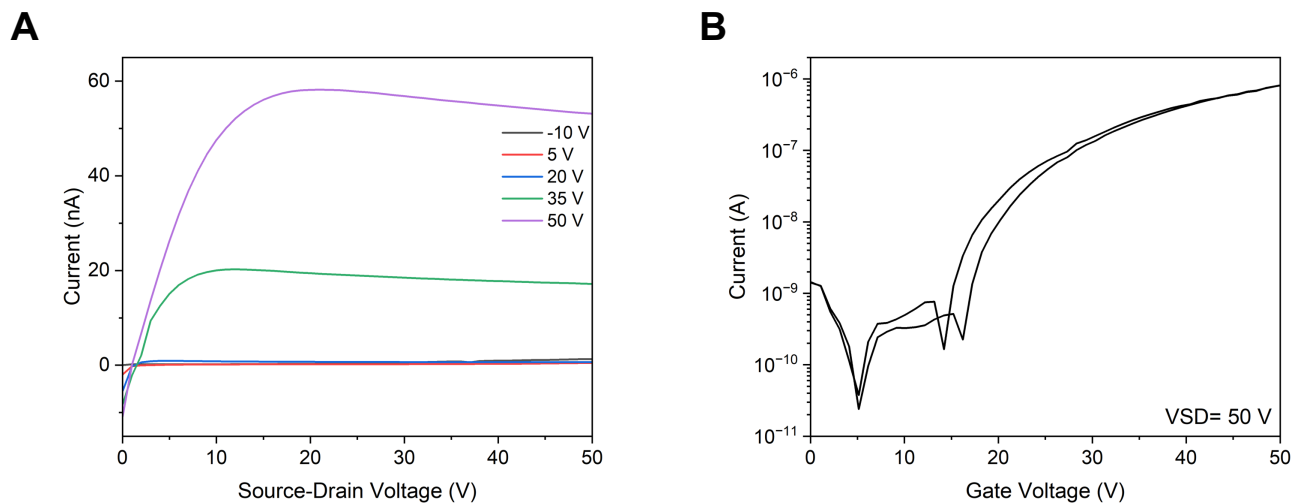 A
Current (nA)
60
40
20
0
0 10 20 30 40 50
Source-Drain Voltage (V)
-10 V
5 V
20 V
35 V
50 V
B
Current (A)
10⁻⁶
10⁻⁷
10⁻⁸
10⁻⁹
10⁻¹⁰
10⁻¹¹
0 10 20 30 40 50
Gate Voltage (V)
VSD= 50 V